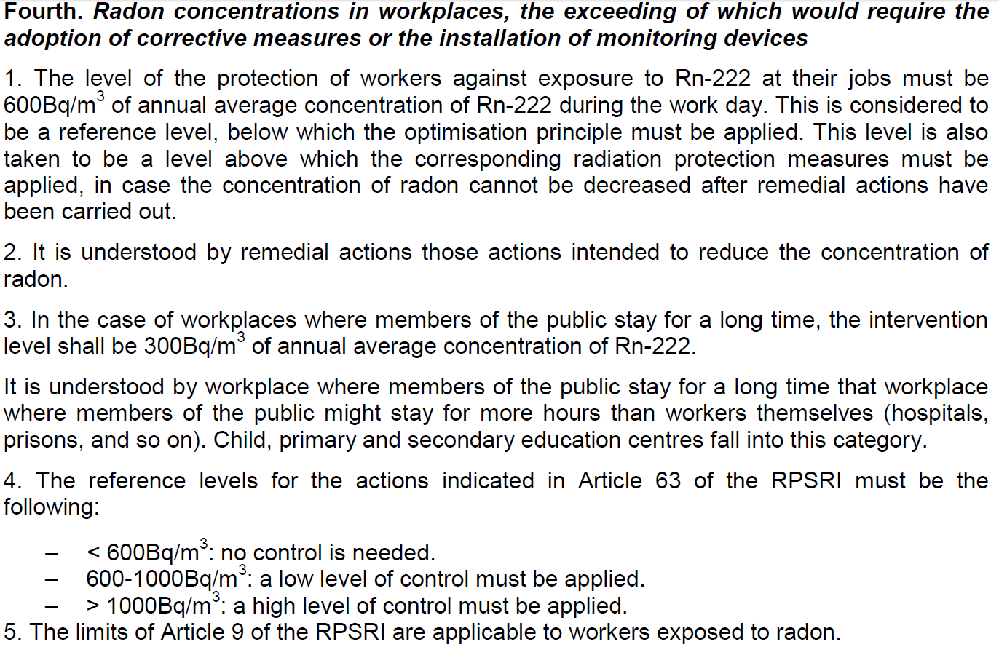 Fourth. Radon concentrations in workplaces, the exceeding of which would require the
adoption of corrective measures or the installation of monitoring devices
1. The level of the protection of workers against exposure to Rn-222 at their jobs must be
600Bq/m³ of annual average concentration of Rn-222 during the work day. This is considered to
be a reference level, below which the optimisation principle must be applied. This level is also
taken to be a level above which the corresponding radiation protection measures must be
applied, in case the concentration of radon cannot be decreased after remedial actions have
been carried out.
2. It is understood by remedial actions those actions intended to reduce the concentration of
radon.
3. In the case of workplaces where members of the public stay for a long time, the intervention
level shall be 300Bq/m³ of annual average concentration of Rn-222.
It is understood by workplace where members of the public stay for a long time that workplace
where members of the public might stay for more hours than workers themselves (hospitals,
prisons, and so on). Child, primary and secondary education centres fall into this category.
4. The reference levels for the actions indicated in Article 63 of the RPSRI must be the
following:
– < 600Bq/m³: no control is needed.
– 600-1000Bq/m³: a low level of control must be applied.
– > 1000Bq/m³: a high level of control must be applied.
5. The limits of Article 9 of the RPSRI are applicable to workers exposed to radon.